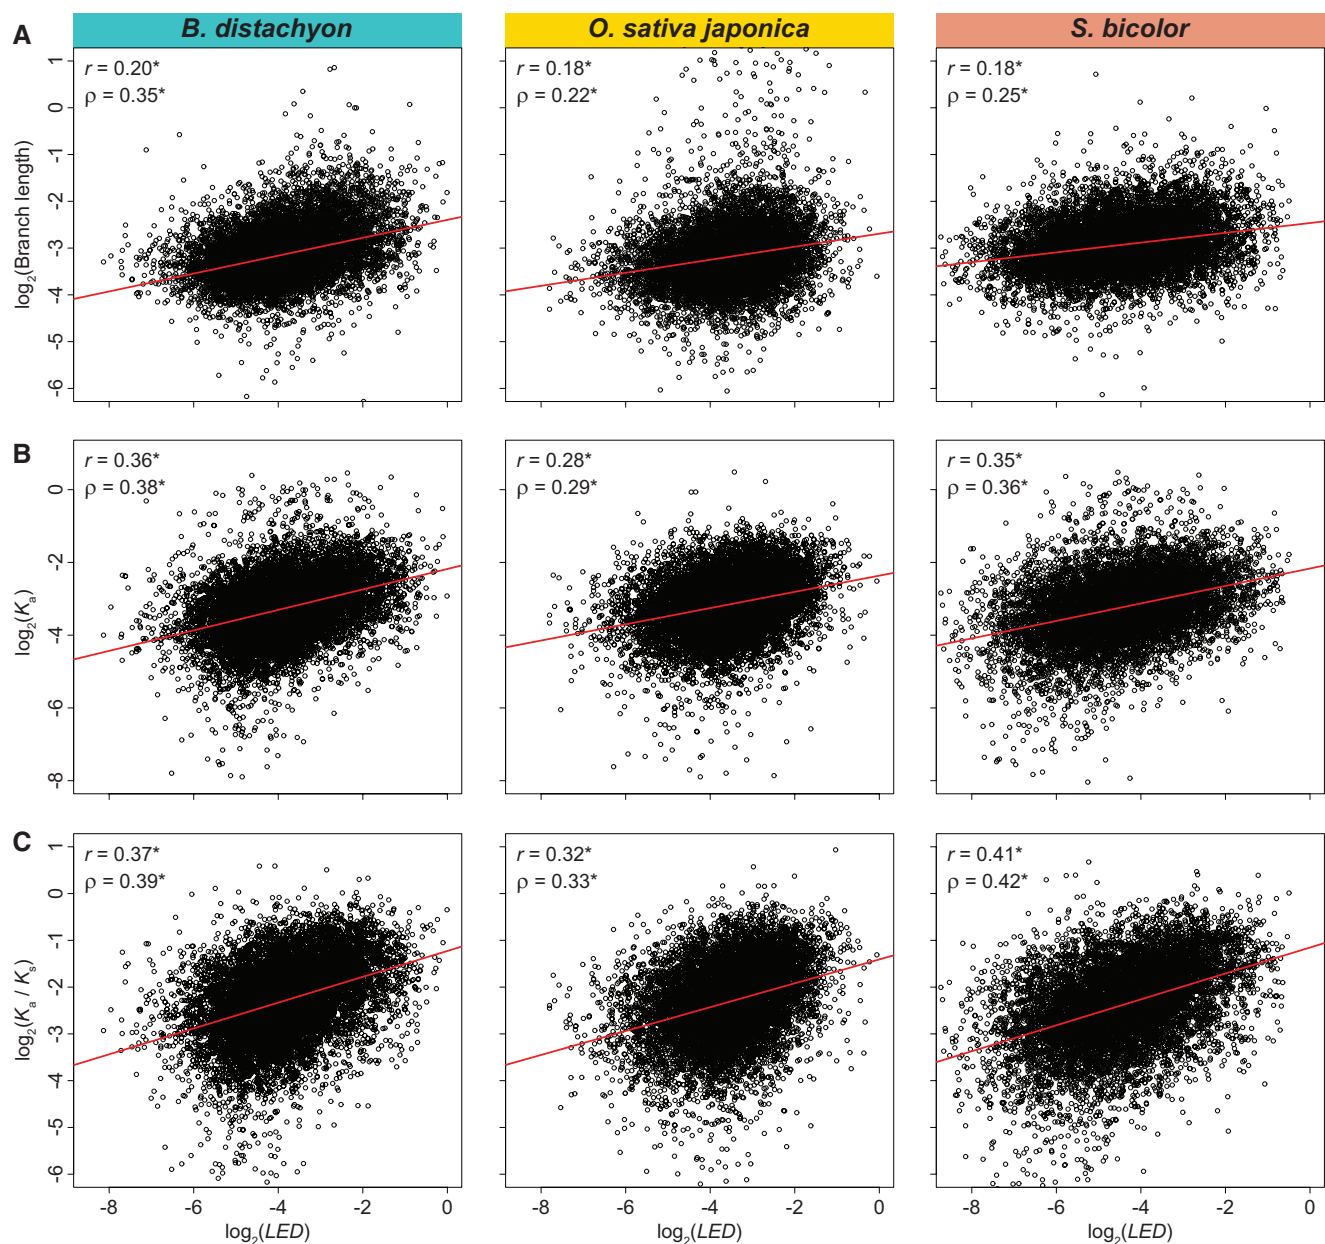 B. distachyon
O. sativa japonica
S. bicolor
A
r = 0.20*
ρ = 0.35*
r = 0.18*
ρ = 0.22*
r = 0.18*
ρ = 0.25*
log2(Branch length)
1
0
-1
-2
-3
-4
-5
-6
B
r = 0.36*
ρ = 0.38*
r = 0.28*
ρ = 0.29*
r = 0.35*
ρ = 0.36*
log2(Ka)
0
-2
-4
-6
-8
C
r = 0.37*
ρ = 0.39*
r = 0.32*
ρ = 0.33*
r = 0.41*
ρ = 0.42*
log2(Ka / Ks)
1
0
-1
-2
-3
-4
-5
-6
-8 -6 -4 -2 0
-8 -6 -4 -2 0
-8 -6 -4 -2 0
log2(LED)
log2(LED)
log2(LED)